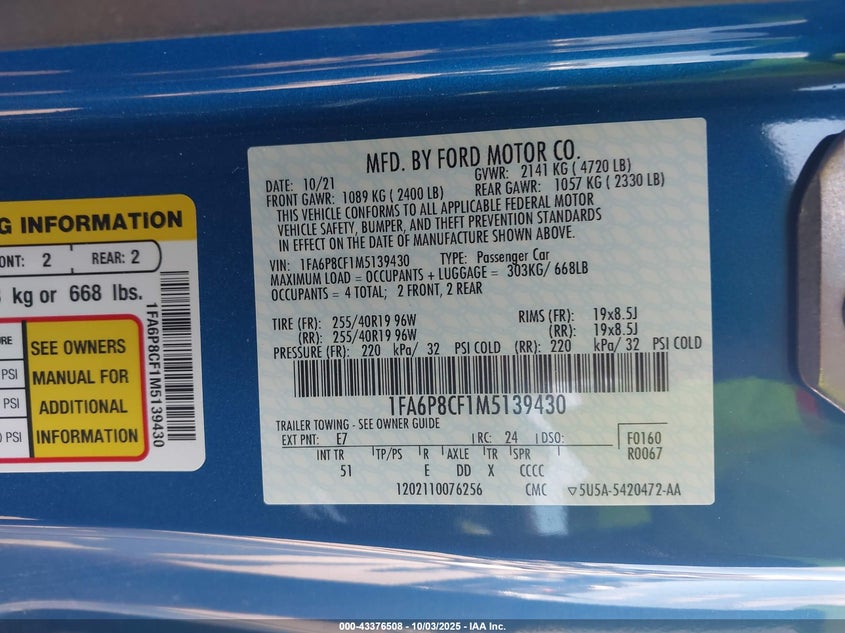 G INFORMATION
ONT: 2 REAR: 2
kg or 668 lbs.
SEE OWNERS
MANUAL FOR
ADDITIONAL
INFORMATION
PSI
PSI
PSI
1FA6P8CF1M5139430
MFD. BY FORD MOTOR CO.
DATE: 10/21 GVWR: 2141 KG ( 4720 LB)
FRONT GAWR: 1089 KG ( 2400 LB) REAR GAWR: 1057 KG ( 2330 LB)
THIS VEHICLE CONFORMS TO ALL APPLICABLE FEDERAL MOTOR
VEHICLE SAFETY, BUMPER, AND THEFT PREVENTION STANDARDS
IN EFFECT ON THE DATE OF MANUFACTURE SHOWN ABOVE.
VIN: 1FA6P8CF1M5139430 TYPE: Passenger Car
MAXIMUM LOAD = OCCUPANTS + LUGGAGE = 303KG/ 668LB
OCCUPANTS = 4 TOTAL; 2 FRONT, 2 REAR
TIRE (FR): 255/40R19 96W RIMS (FR): 19x8.5J
(RR): 255/40R19 96W (RR): 19x8.5J
PRESSURE (FR): 220 kPa/ 32 PSI COLD (RR): 220 kPa/ 32 PSI COLD
1FA6P8CF1M5139430
TRAILER TOWING - SEE OWNER GUIDE
EXT PNT: E7 RC: 24 DSO: F0160
R0067
INT TR TP/PS R AXLE TR SPR
51 E DD X CCCC
1202110076256 CMC ▽5U5A-5420472-AA
000-43376508 - 10/03/2025 - IAA Inc.